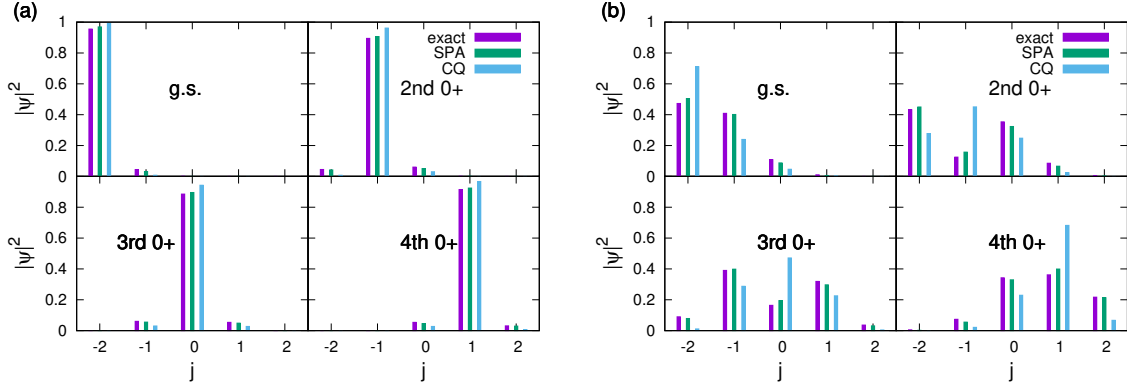 (a)
1
0.8
0.6
0.4
0.2
0
|ψ|²
g.s.
exact
SPA
CQ
2nd 0+
0.8
0.6
0.4
0.2
0
|ψ|²
3rd 0+
4th 0+
-2 -1 0 1 2
-2 -1 0 1 2
j
j
(b)
1
0.8
0.6
0.4
0.2
0
|ψ|²
g.s.
exact
SPA
CQ
2nd 0+
0.8
0.6
0.4
0.2
0
|ψ|²
3rd 0+
4th 0+
-2 -1 0 1 2
-2 -1 0 1 2
j
j